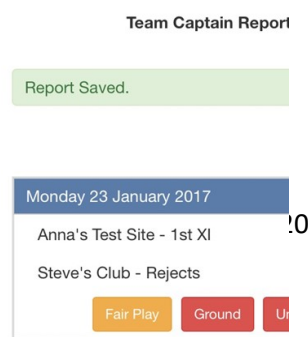 Team Captain Report
Report Saved.
Monday 23 January 2017
20
Anna's Test Site - 1st XI
Steve's Club - Rejects
Fair Play Ground